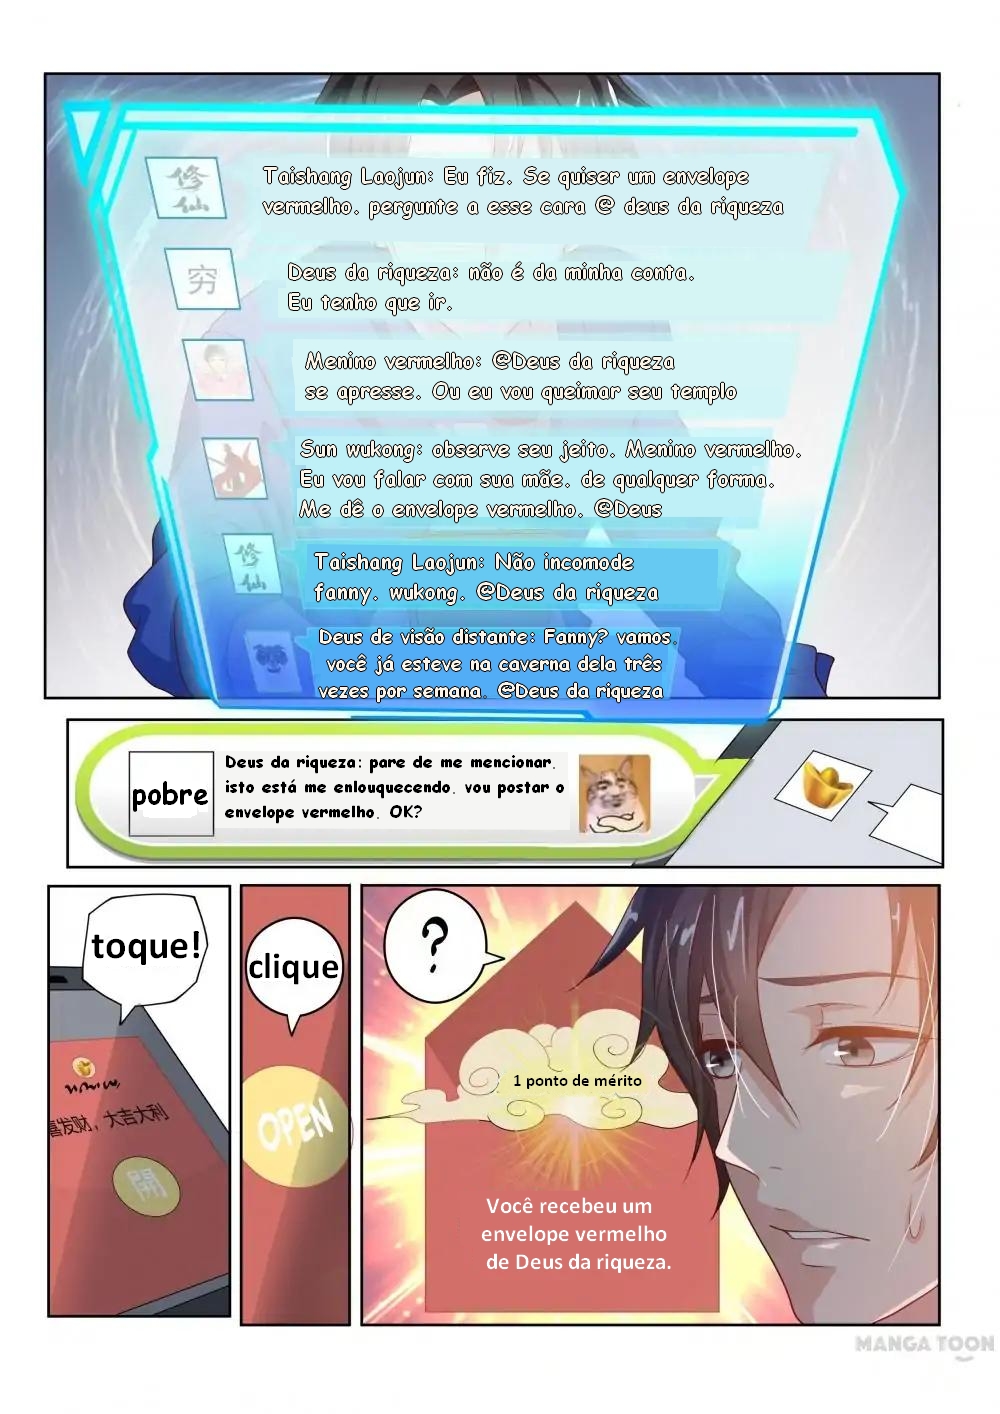 修
仙
Taishang Laojun: Eu fiz. Se quiser um envelope
vermelho. pergunte a esse cara @ deus da riqueza
穷
Deus da riqueza: não é da minha conta.
Eu tenho que ir.
Menino vermelho: @Deus da riqueza
se apresse. Ou eu vou queimar seu templo
Sun wukong: observe seu jeito. Menino vermelho.
Eu vou falar com sua mãe. de qualquer forma.
Me dê o envelope vermelho. @Deus
修
仙
Taishang Laojun: Não incomode
fanny. wukong. @Deus da riqueza
Deus de visão distante: Fanny? vamos.
você já esteve na caverna dela três
vezes por semana. @Deus da riqueza
pobre
Deus da riqueza: pare de me mencionar.
isto está me enlouquecendo. vou postar o
envelope vermelho. OK?
toque!
喜发财，大吉大利
開
clique
OPEN
?
1 ponto de mérito
Você recebeu um
envelope vermelho
de Deus da riqueza.
MANGA TOON